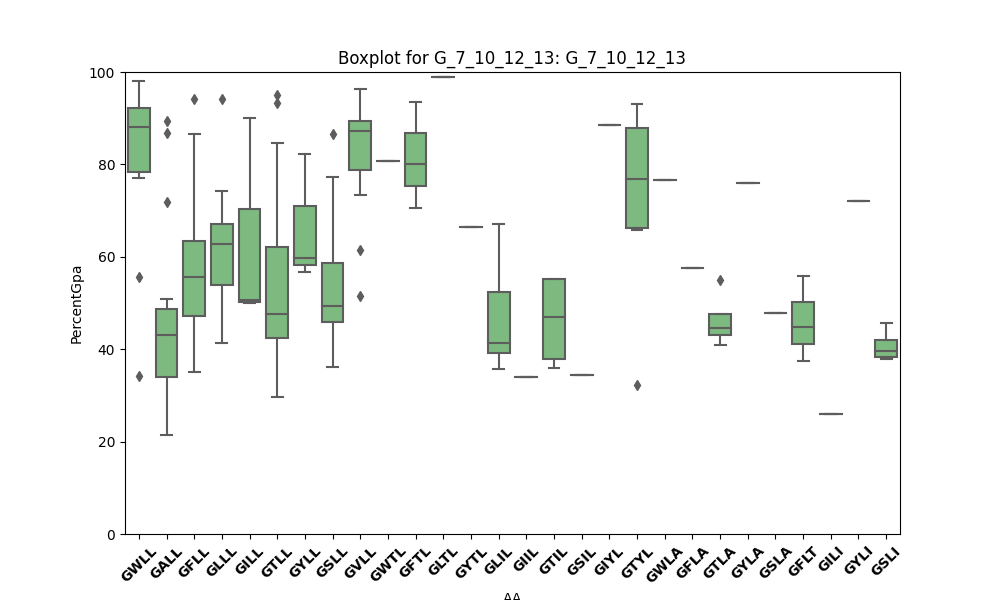 Boxplot for G_7_10_12_13: G_7_10_12_13
100
80
60
40
20
0
PercentGpa
GWLL GALL GFLL GLLL GILL GTLL GYLL GSLL GVLL GWTL GFTL GLTL GYTL GLIL GIIL GTIL GSIL GIYL GTYL GWLA GFLA GTLA GYLA GSLA GFLT GILI GYLI GSLI
AA